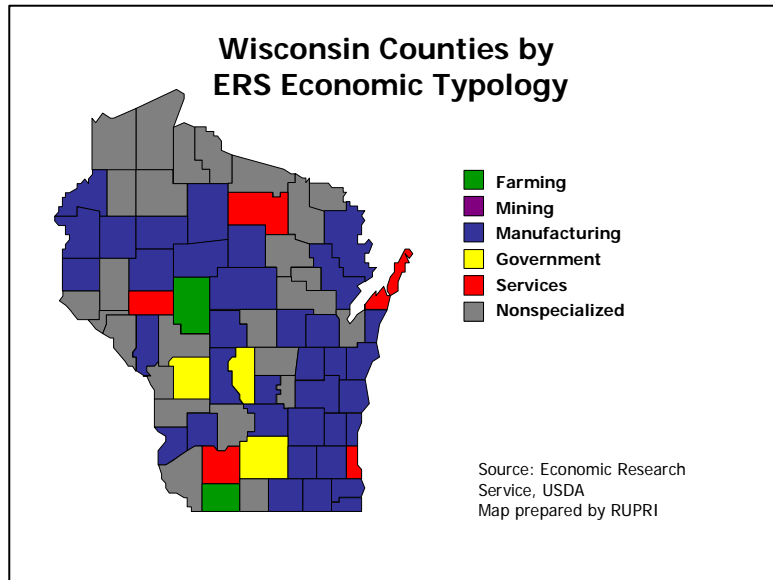 Wisconsin Counties by
ERS Economic Typology
Farming
Mining
Manufacturing
Government
Services
Nonspecialized
Source: Economic Research
Service, USDA
Map prepared by RUPRI